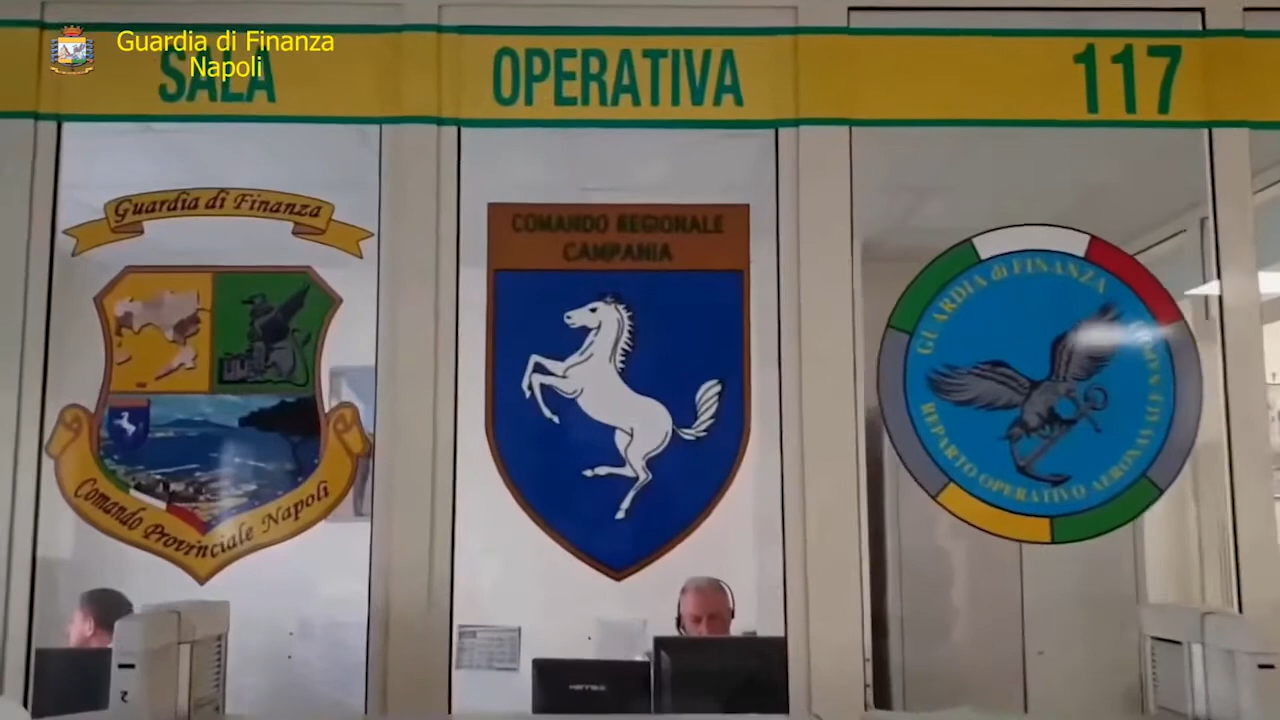 Guardia di Finanza
Napoli
SALA OPERATIVA 117
Guardia di Finanza
Comando Provinciale Napoli
COMANDO REGIONALE
CAMPANIA
GUARDIA di FINANZA
REPARTO OPERATIVO AERONAVALE NAPOLI